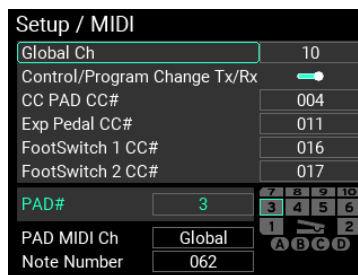 Setup / MIDI
Global Ch 10
Control/Program Change Tx/Rx
CC PAD CC# 004
Exp Pedal CC# 011
FootSwitch 1 CC# 016
FootSwitch 2 CC# 017
PAD# 3
7 8 9 10
3 4 5 6
1 2
A B C D
PAD MIDI Ch Global
Note Number 062